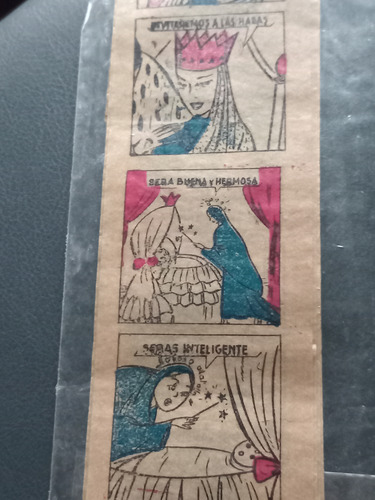 INVITAREMOS A LAS HADAS
SERA BUENA Y HERMOSA
SERAS INTELIGENTE